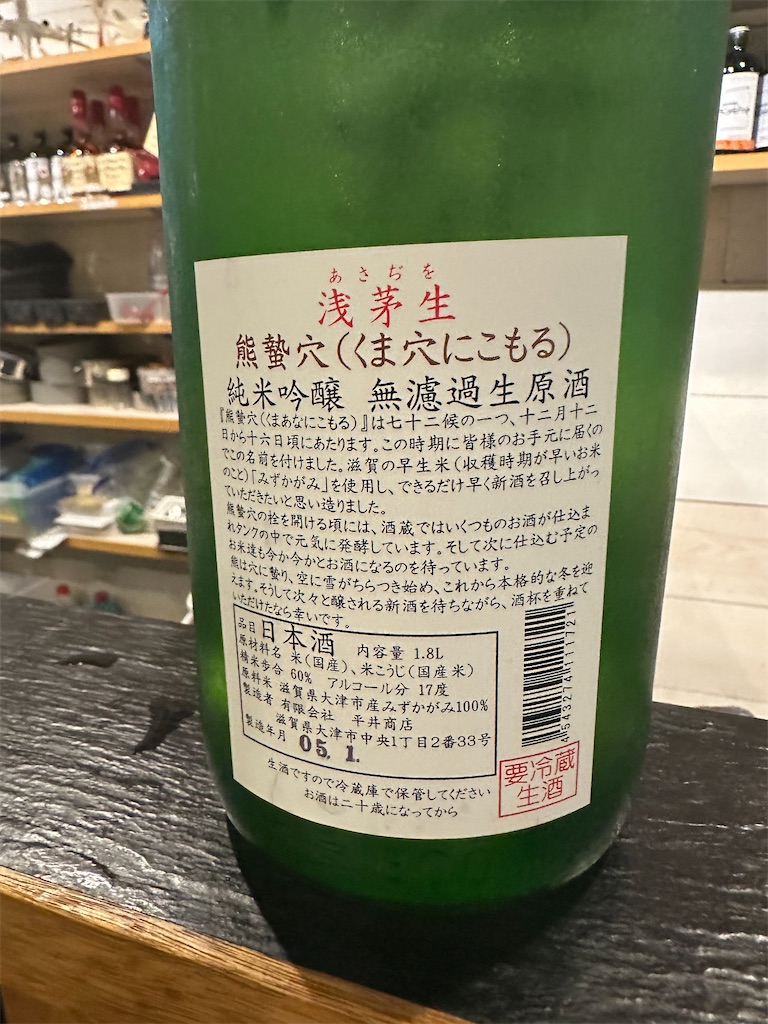 あさぢを
浅茅生
熊蟄穴(くま穴にこもる)
純米吟醸 無濾過生原酒
『熊蟄穴(くまあなにこもる)』は七十二候の一つ、十二月十二
日から十六日頃にあたります。この時期に皆様のお手元に届くの
でこの名前を付けました。滋賀の早生米(収穫時期が早いお米
のこと)「みずかがみ」を使用し、できるだけ早く新酒を召し上がっ
ていただきたいと思い造りました。
熊蟄穴の栓を開ける頃には、酒蔵ではいくつものお酒が仕込ま
れタンクの中で元気に発酵しています。そして次に仕込む予定の
お米達も今か今かとお酒になるのを待っています。
熊は穴に蟄り、空に雪がちらつき始め、これから本格的な冬を迎
えます。そして次々と醸される新酒を待ちながら、酒杯を重ねて
いただけたなら幸いです。
品目 日本酒 内容量 1.8L
原材料名 米(国産)、米こうじ(国産米)
精米歩合 60% アルコール分 17度
原料米 滋賀県大津市産みずかがみ100%
製造者 有限会社 平井商店
滋賀県大津市中央1丁目2番33号
製造年月 05. 1.
4543274111721
生酒ですので冷蔵庫で保管してください
お酒は二十歳になってから
要冷蔵
生酒